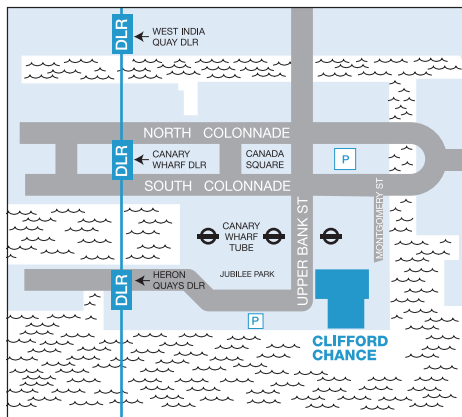 DLR
WEST INDIA
QUAY DLR
NORTH COLONNADE
DLR
CANARY
WHARF DLR
CANADA
SQUARE
P
SOUTH COLONNADE
MONTGOMERY ST
UPPER BANK ST
CANARY
WHARF
TUBE
JUBILEE PARK
DLR
HERON
QUAYS DLR
P
CLIFFORD
CHANCE